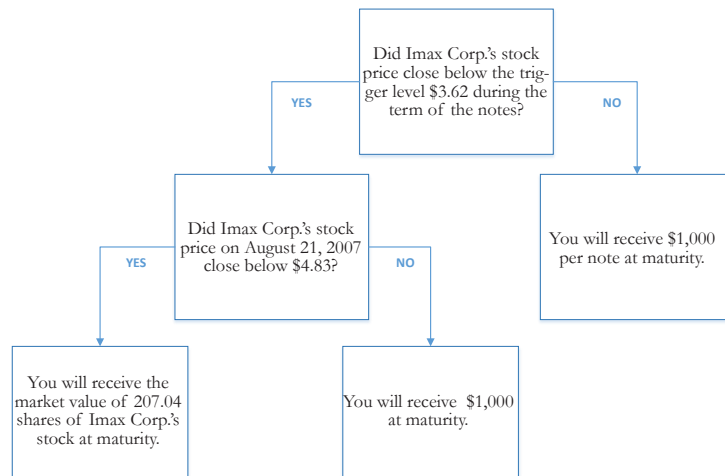 Did Imax Corp.'s stock
price close below the trig-
ger level $3.62 during the
term of the notes?
YES
NO
Did Imax Corp.'s stock
price on August 21, 2007
close below $4.83?
You will receive $1,000
per note at maturity.
YES
NO
You will receive the
market value of 207.04
shares of Imax Corp.'s
stock at maturity.
You will receive $1,000
at maturity.